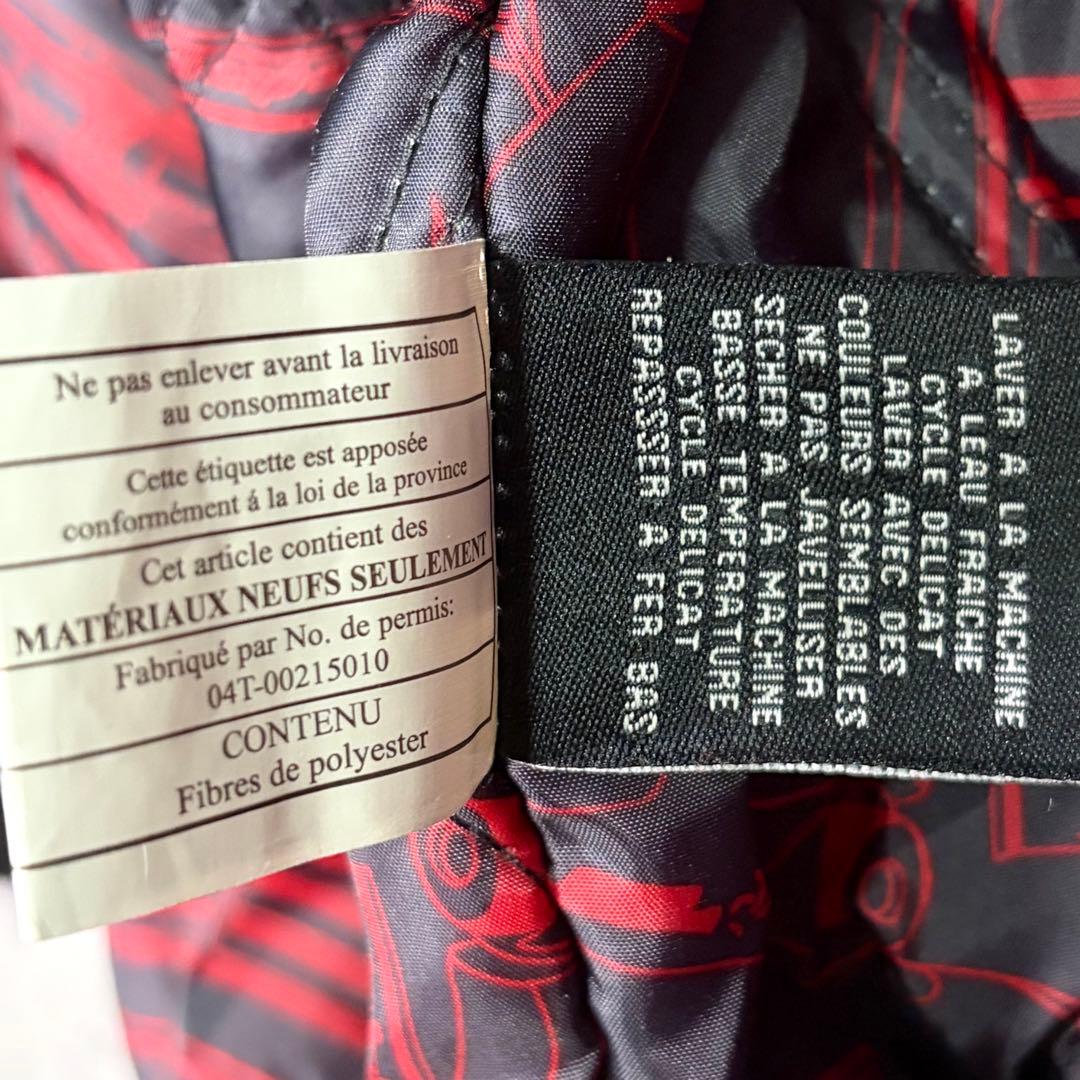 Ne pas enlever avant la livraison
au consommateur
Cette étiquette est apposée
conformément á la loi de la province
Cet article contient des
MATÉRIAUX NEUFS SEULEMENT
Fabriqué par No. de permis:
04T-00215010
CONTENU
Fibres de polyester
LAVER A LA MACHINE
A LEAU FRAICHE
CYCLE DELICAT
LAVER AVEC DES
COULEURS SEMBLABLES
NE PAS JAVELLISER
SECHER A LA MACHINE
BASSE TEMPERATURE
CYCLE DELICAT
REPASSSER A FER BAS